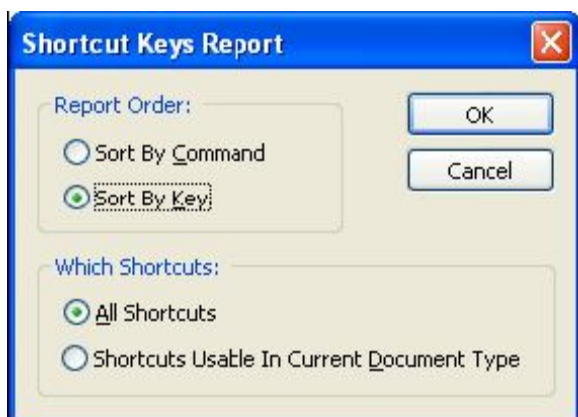 Shortcut Keys Report
Report Order:
OK
Sort By Command
Cancel
Sort By Key
Which Shortcuts:
All Shortcuts
Shortcuts Usable In Current Document Type